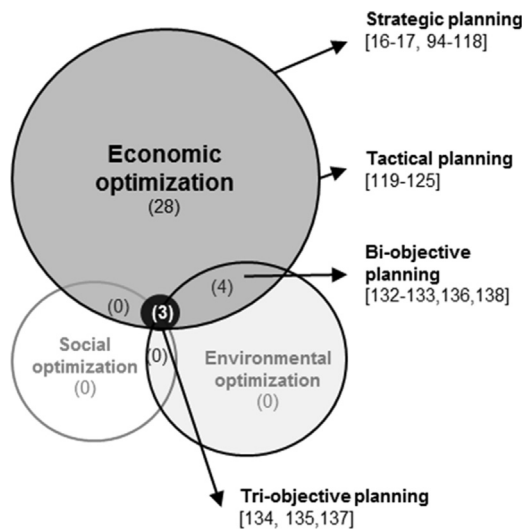 Strategic planning
[16-17, 94-118]
Economic
optimization
(28)
Tactical planning
[119-125]
Bi-objective
planning
[132-133,136,138]
(4)
(0)
(3)
(0)
Social
optimization
(0)
Environmental
optimization
(0)
Tri-objective planning
[134, 135,137]